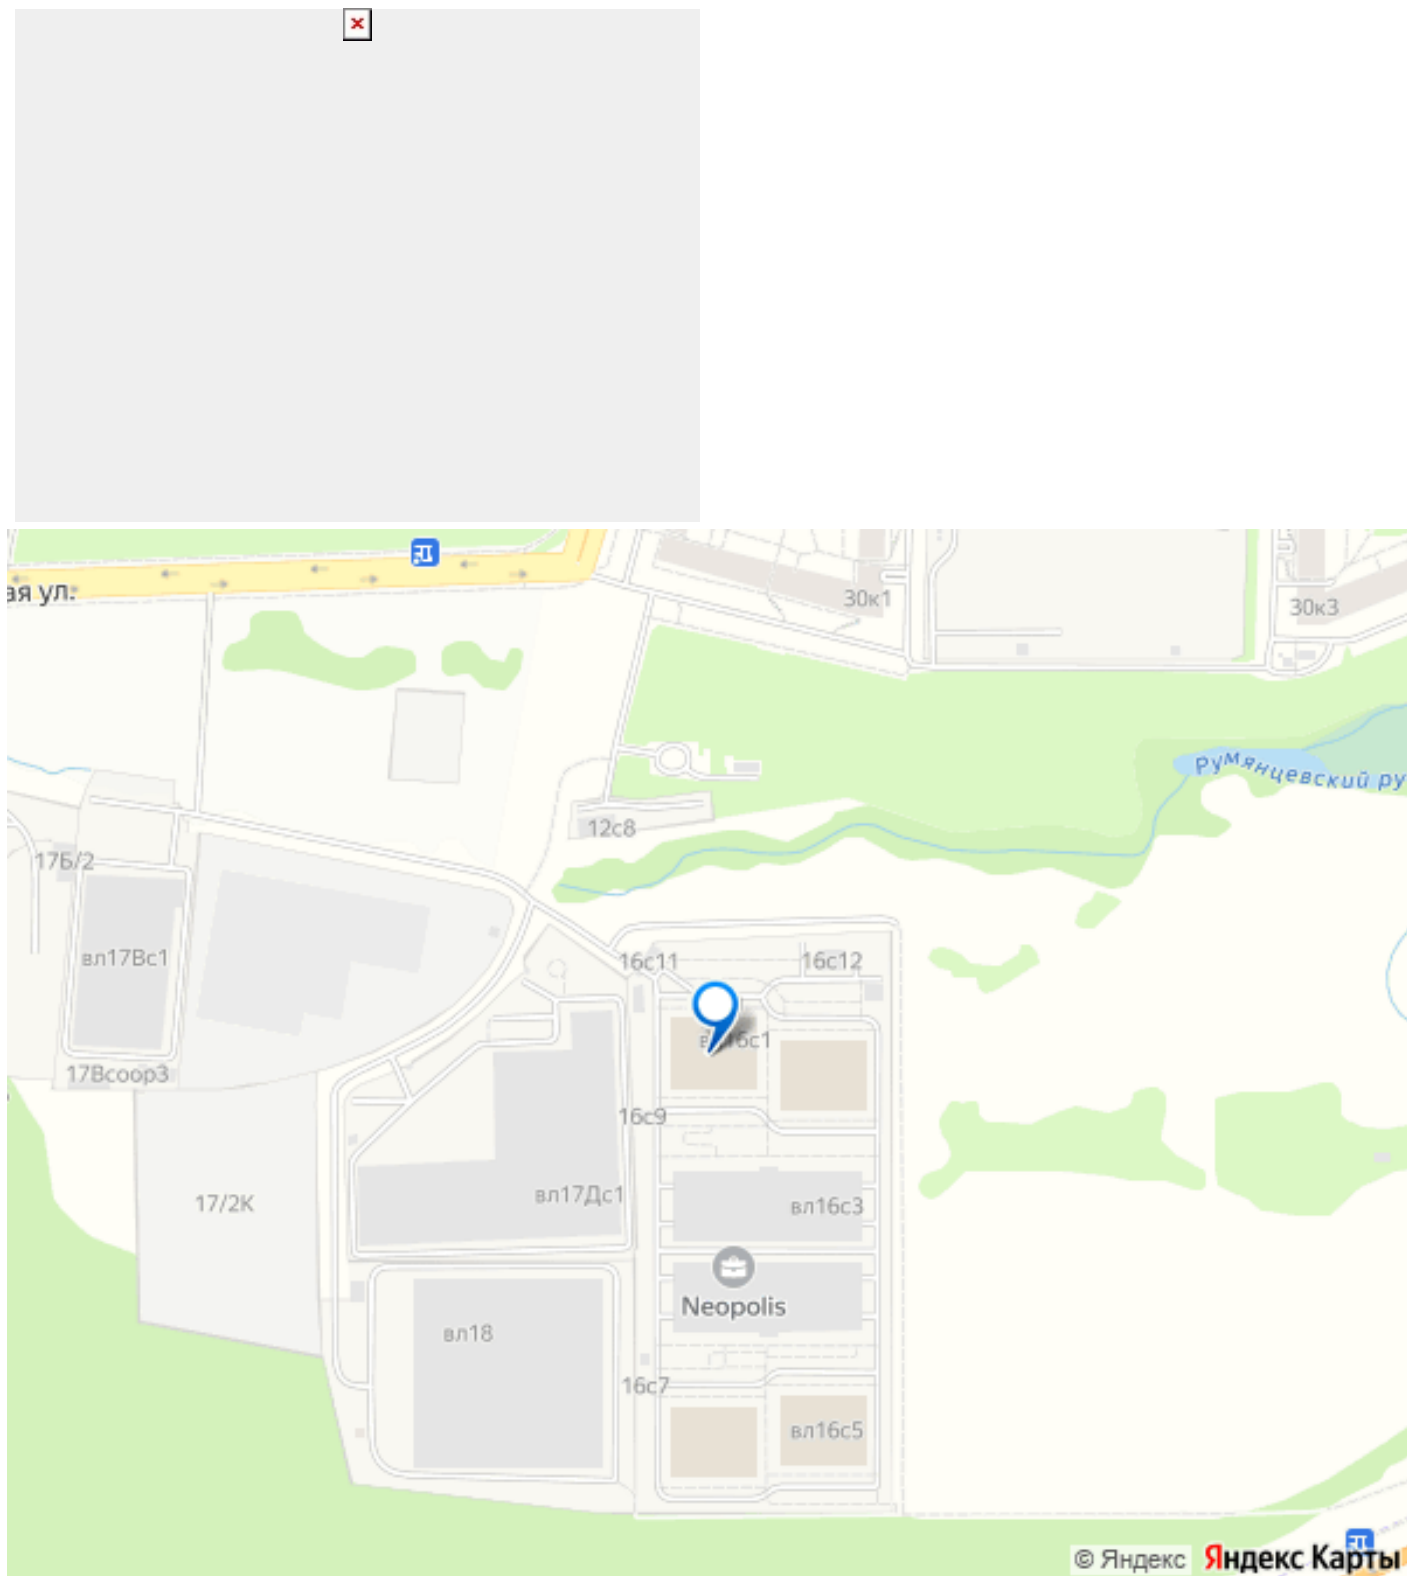 ая ул.
30к1
30к3
Румянцевский ру
12с8
17Б/2
вл17Вс1
16с11
16с12
вл16с1
17Всоор3
16с9
17/2К
вл17Дс1
вл16с3
Neopolis
вл18
16с7
вл16с5
© Яндекс Яндекс Карты